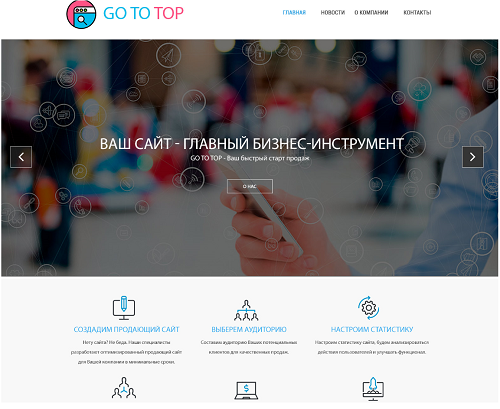 GO TO TOP
ГЛАВНАЯ НОВОСТИ О КОМПАНИИ КОНТАКТЫ
ВАШ САЙТ - ГЛАВНЫЙ БИЗНЕС-ИНСТРУМЕНТ
GO TO TOP - Ваш быстрый старт продаж
О НАС
СОЗДАДИМ ПРОДАЮЩИЙ САЙТ
Нету сайта? Не беда. Наши специалисты
разработают оптимизированный продающий сайт
для Вашей компании в минимальные сроки.
ВЫБЕРЕМ АУДИТОРИЮ
Составим аудиторию Ваших потенциальных
клиентов для качественных продаж.
НАСТРОИМ СТАТИСТИКУ
Настроим статистику сайта, будем анализировать
действия пользователей и улучшать функционал.